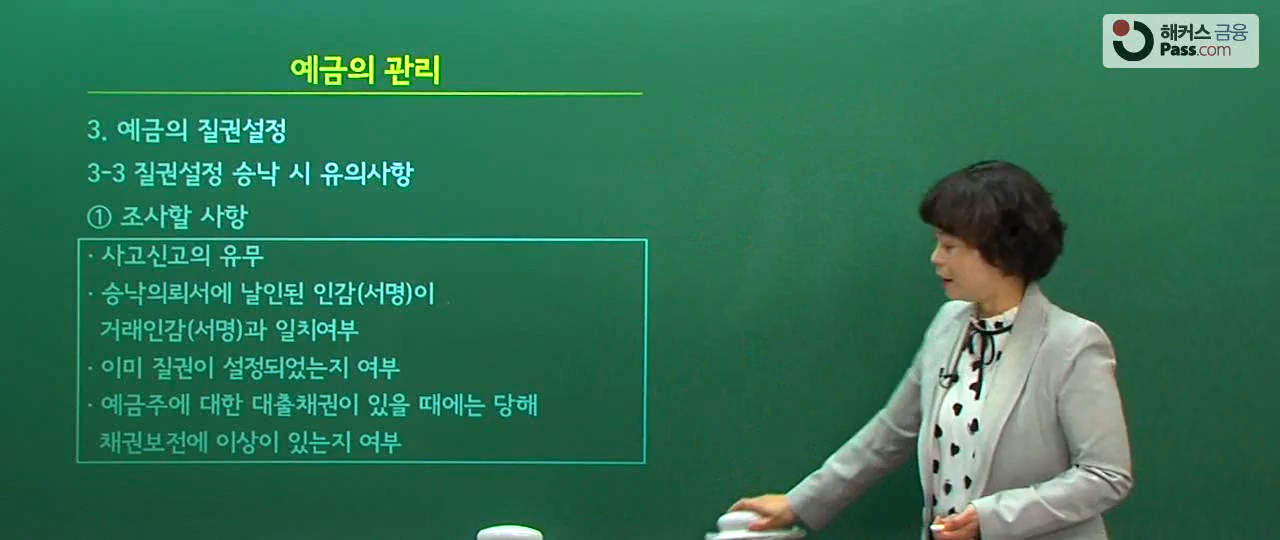 해커스 금융
Pass.com
예금의 관리
3. 예금의 질권설정
3-3 질권설정 승낙 시 유의사항
① 조사할 사항
· 사고신고의 유무
· 승낙의뢰서에 날인된 인감(서명)이
거래인감(서명)과 일치여부
· 이미 질권이 설정되었는지 여부
· 예금주에 대한 대출채권이 있을 때에는 당해
채권보전에 이상이 있는지 여부